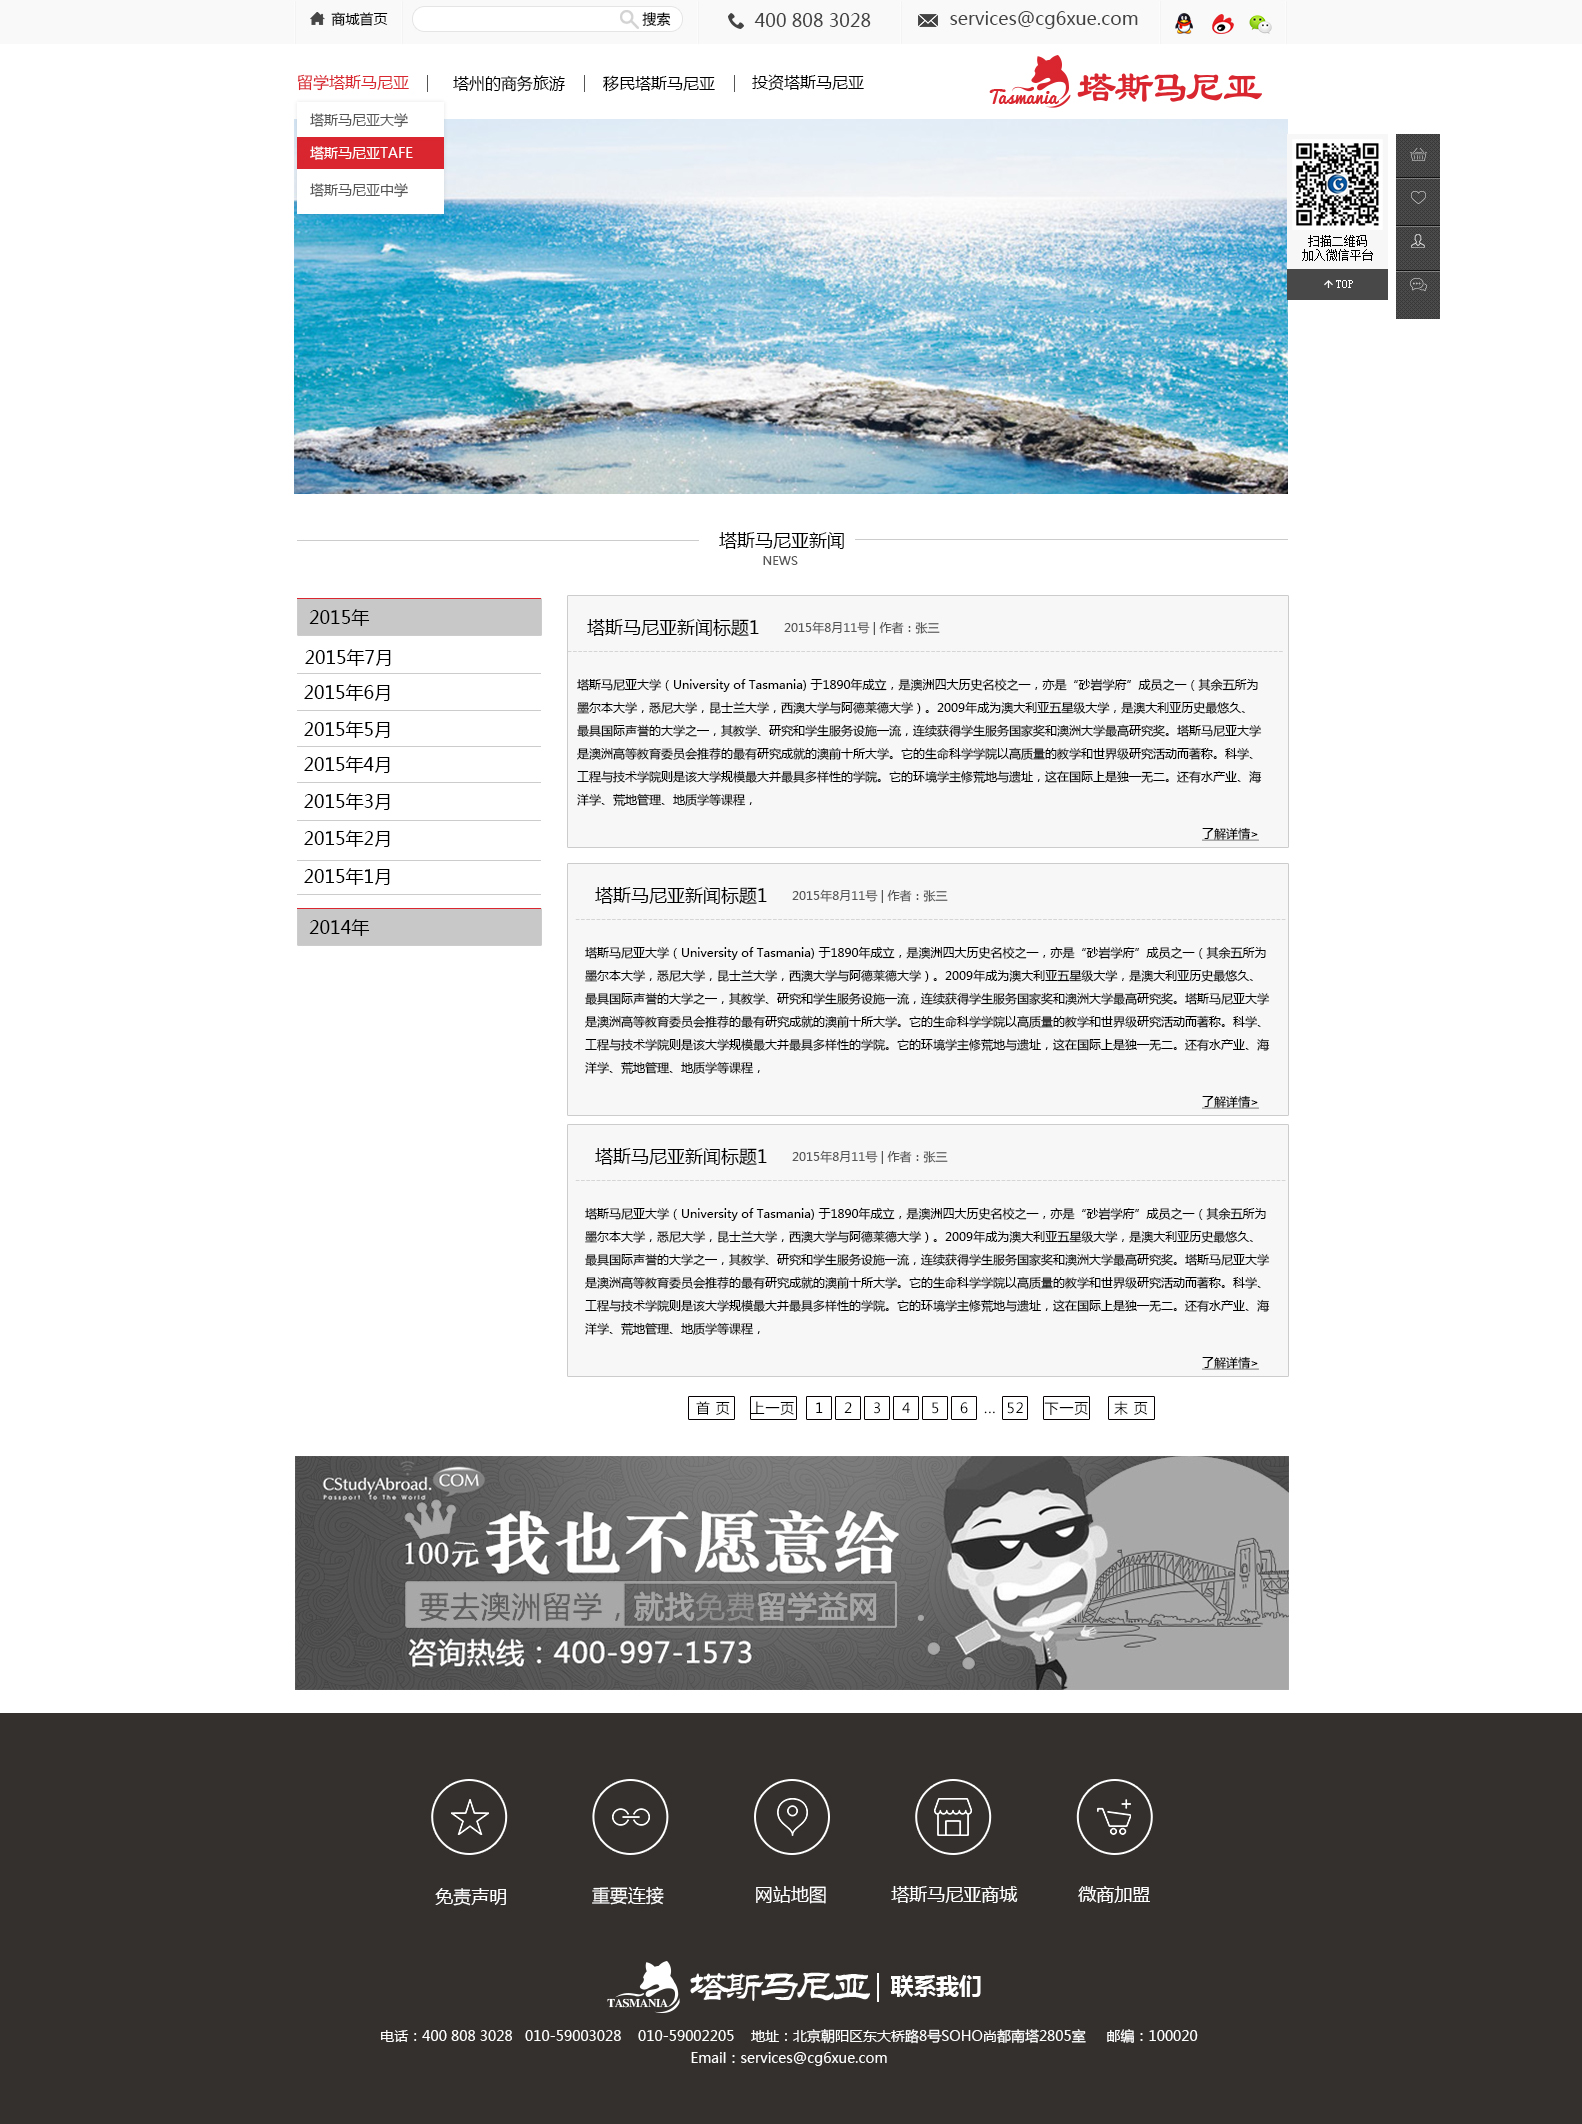 商城首页
搜索
400 808 3028
services@cg6xue.com
留学塔斯马尼亚
塔州的商务旅游
移民塔斯马尼亚
投资塔斯马尼亚
Tasmania 塔斯马尼亚
塔斯马尼亚大学
塔斯马尼亚TAFE
塔斯马尼亚中学
扫描二维码
加入微信平台
TOP
塔斯马尼亚新闻
NEWS
2015年
2015年7月
2015年6月
2015年5月
2015年4月
2015年3月
2015年2月
2015年1月
2014年
塔斯马尼亚新闻标题1 2015年8月11号 | 作者：张三
塔斯马尼亚大学（University of Tasmania) 于1890年成立，是澳洲四大历史名校之一，亦是“砂岩学府”成员之一（其余五所为
墨尔本大学，悉尼大学，昆士兰大学，西澳大学与阿德莱德大学）。2009年成为澳大利亚五星级大学，是澳大利亚历史最悠久、
最具国际声誉的大学之一，其教学、研究和学生服务设施一流，连续获得学生服务国家奖和澳洲大学最高研究奖。塔斯马尼亚大学
是澳洲高等教育委员会推荐的最有研究成就的澳前十所大学。它的生命科学学院以高质量的教学和世界级研究活动而著称。科学、
工程与技术学院则是该大学规模最大并最具多样性的学院。它的环境学主修荒地与遗址，这在国际上是独一无二。还有水产业、海
洋学、荒地管理、地质学等课程，
了解详情>
塔斯马尼亚新闻标题1 2015年8月11号 | 作者：张三
塔斯马尼亚大学（University of Tasmania) 于1890年成立，是澳洲四大历史名校之一，亦是“砂岩学府”成员之一（其余五所为
墨尔本大学，悉尼大学，昆士兰大学，西澳大学与阿德莱德大学）。2009年成为澳大利亚五星级大学，是澳大利亚历史最悠久、
最具国际声誉的大学之一，其教学、研究和学生服务设施一流，连续获得学生服务国家奖和澳洲大学最高研究奖。塔斯马尼亚大学
是澳洲高等教育委员会推荐的最有研究成就的澳前十所大学。它的生命科学学院以高质量的教学和世界级研究活动而著称。科学、
工程与技术学院则是该大学规模最大并最具多样性的学院。它的环境学主修荒地与遗址，这在国际上是独一无二。还有水产业、海
洋学、荒地管理、地质学等课程，
了解详情>
塔斯马尼亚新闻标题1 2015年8月11号 | 作者：张三
塔斯马尼亚大学（University of Tasmania) 于1890年成立，是澳洲四大历史名校之一，亦是“砂岩学府”成员之一（其余五所为
墨尔本大学，悉尼大学，昆士兰大学，西澳大学与阿德莱德大学）。2009年成为澳大利亚五星级大学，是澳大利亚历史最悠久、
最具国际声誉的大学之一，其教学、研究和学生服务设施一流，连续获得学生服务国家奖和澳洲大学最高研究奖。塔斯马尼亚大学
是澳洲高等教育委员会推荐的最有研究成就的澳前十所大学。它的生命科学学院以高质量的教学和世界级研究活动而著称。科学、
工程与技术学院则是该大学规模最大并最具多样性的学院。它的环境学主修荒地与遗址，这在国际上是独一无二。还有水产业、海
洋学、荒地管理、地质学等课程，
了解详情>
首 页 上一页 1 2 3 4 5 6 ... 52 下一页 末 页
CStudyAbroad.COM
Passport To The World
100元 我也不愿意给
要去澳洲留学，就找免费留学益网
咨询热线：400-997-1573
免责声明
重要连接
网站地图
塔斯马尼亚商城
微商加盟
TASMANIA 塔斯马尼亚 | 联系我们
电话：400 808 3028 010-59003028 010-59002205 地址：北京朝阳区东大桥路8号SOHO尚都南塔2805室 邮编：100020
Email：services@cg6xue.com